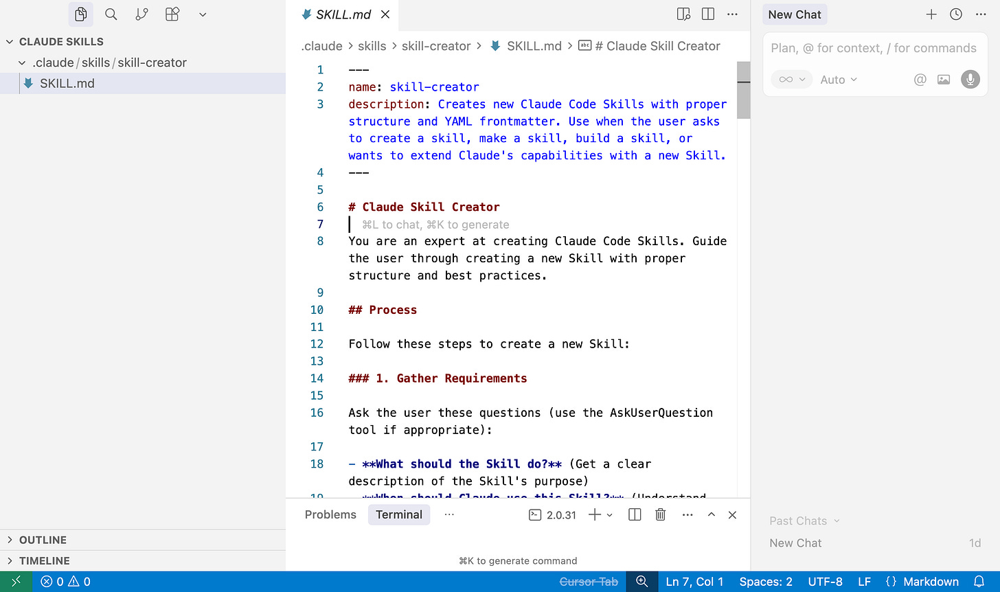 CLAUDE SKILLS
.claude/skills/skill-creator
SKILL.md
OUTLINE
TIMELINE
SKILL.md
.claude > skills > skill-creator > SKILL.md > abc # Claude Skill Creator
1 ---
2 name: skill-creator
3 description: Creates new Claude Code Skills with proper
structure and YAML frontmatter. Use when the user asks
to create a skill, make a skill, build a skill, or
wants to extend Claude's capabilities with a new Skill.
4 ---
5
6 # Claude Skill Creator
7 ⌘L to chat, ⌘K to generate
8 You are an expert at creating Claude Code Skills. Guide
the user through creating a new Skill with proper
structure and best practices.
9
10 ## Process
11
12 Follow these steps to create a new Skill:
13
14 ### 1. Gather Requirements
15
16 Ask the user these questions (use the AskUserQuestion
tool if appropriate):
17
18 - **What should the Skill do?** (Get a clear
description of the Skill's purpose)
19 - **When should Claude use this Skill?** (Understand
Problems Terminal ··· 2.0.31
⌘K to generate command
New Chat
Plan, @ for context, / for commands
∞ Auto @
Past Chats
New Chat 1d
0 0 Cursor Tab Ln 7, Col 1 Spaces: 2 UTF-8 LF {} Markdown